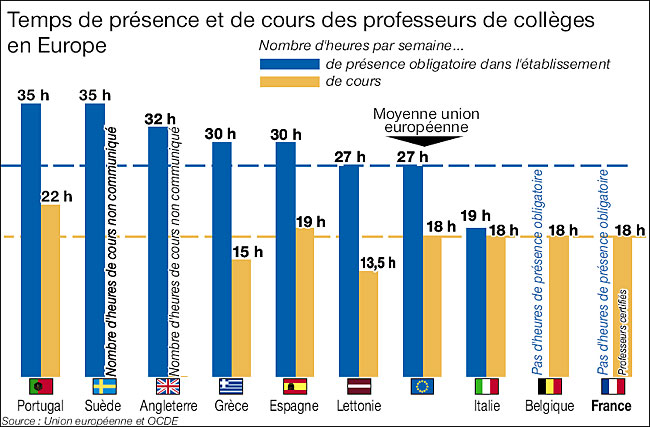 Temps de présence et de cours des professeurs de collèges
en Europe
Nombre d'heures par semaine...
de présence obligatoire dans l'établissement
de cours
Moyenne union
européenne
35 h
22 h
35 h
Nombre d'heures de cours non communiqué
32 h
Nombre d'heures de cours non communiqué
30 h
15 h
30 h
19 h
27 h
13,5 h
27 h
18 h
19 h
18 h
Pas d'heures de présence obligatoire
18 h
Pas d'heures de présence obligatoire
18 h
Professeurs certifiés
Portugal
Suède
Angleterre
Grèce
Espagne
Lettonie
Italie
Belgique
France
Source : Union européenne et OCDE